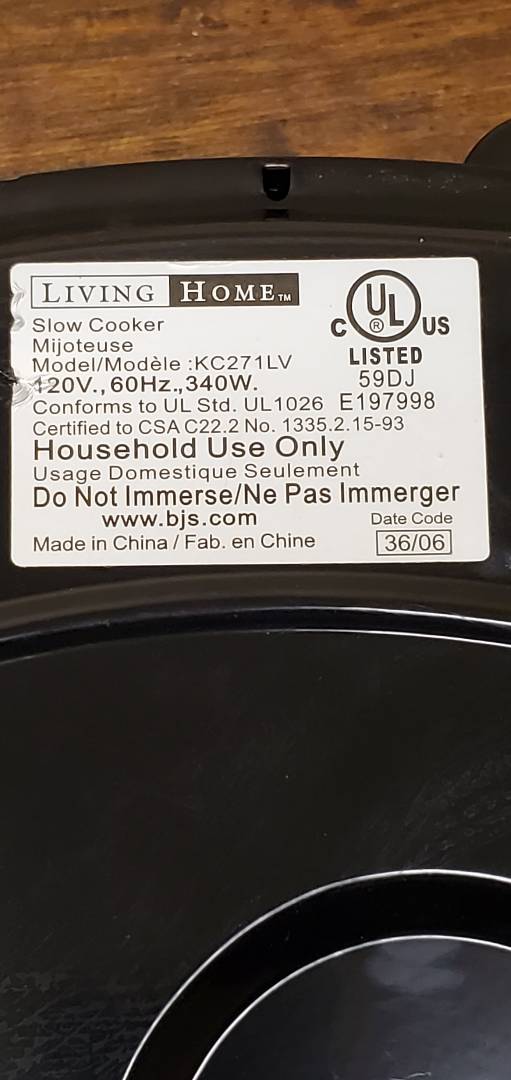 LIVING HOME™
Slow Cooker
Mijoteuse
Model/Modèle :KC271LV
120V.,60Hz.,340W.
Conforms to UL Std. UL1026
Certified to CSA C22.2 No. 1335.2.15-93
C UL® US
LISTED
59DJ
E197998
Household Use Only
Usage Domestique Seulement
Do Not Immerse/Ne Pas Immerger
www.bjs.com
Made in China / Fab. en Chine
Date Code
36/06